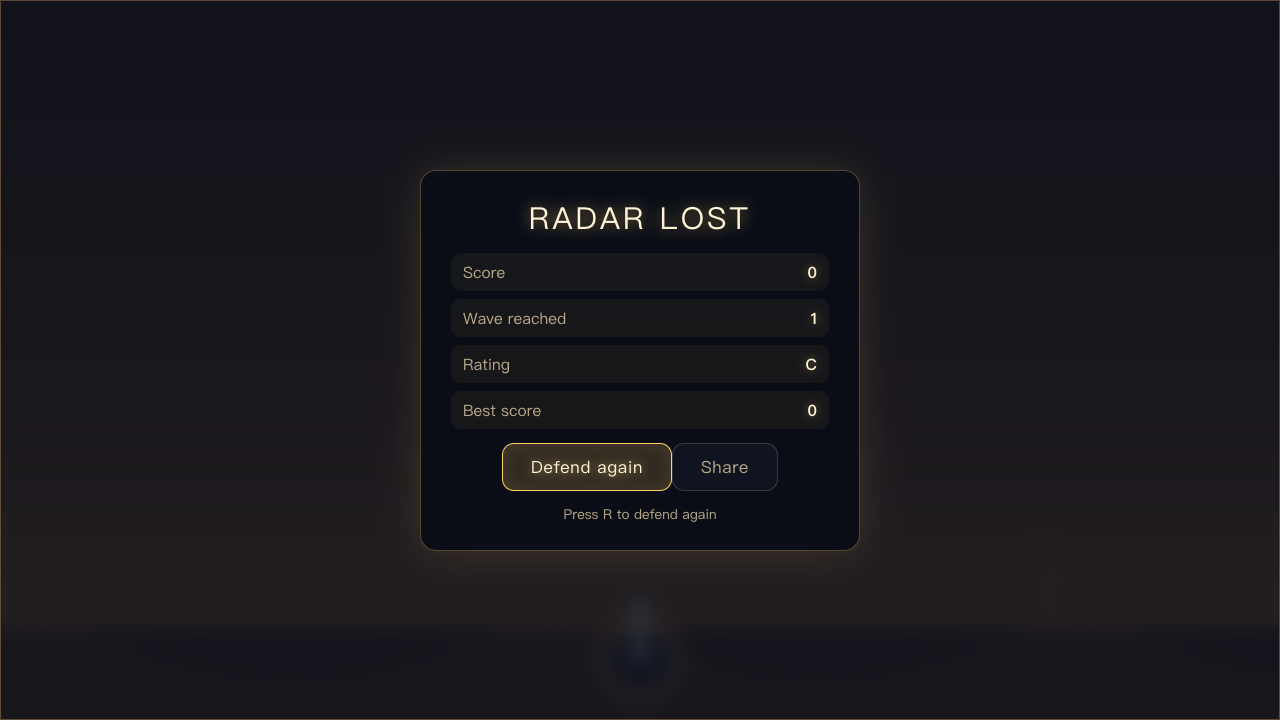 RADAR LOST
Score 0
Wave reached 1
Rating C
Best score 0
Defend again Share
Press R to defend again